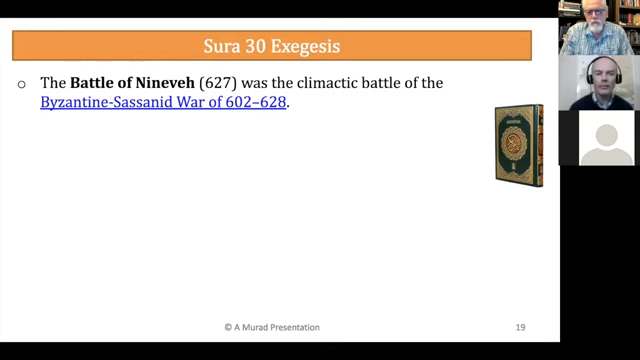 Sura 30 Exegesis
o The Battle of Nineveh (627) was the climactic battle of the
Byzantine-Sassanid War of 602–628.
© A Murad Presentation
19